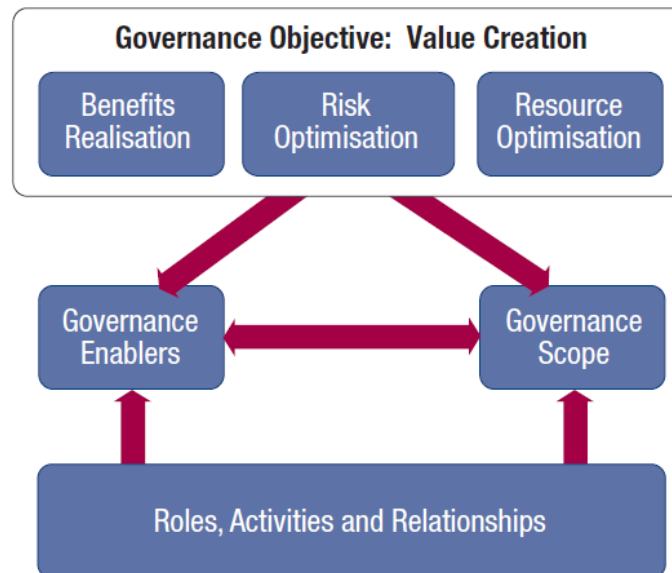 Governance Objective: Value Creation
Benefits
Realisation
Risk
Optimisation
Resource
Optimisation
Governance
Enablers
Governance
Scope
Roles, Activities and Relationships